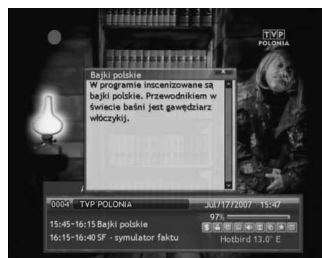 TVP
POLONIA
Bajki polskie
W programie inscenizowane są
bajki polskie. Przewodnikiem w
świecie baśni jest gawędziarz
włóczykij.
0004 TVP POLONIA Jul/17/2007 15:47
97%
15:45~16:15 Bajki polskie
16:15~16:40 SF - symulator faktu
Hotbird 13.0° E